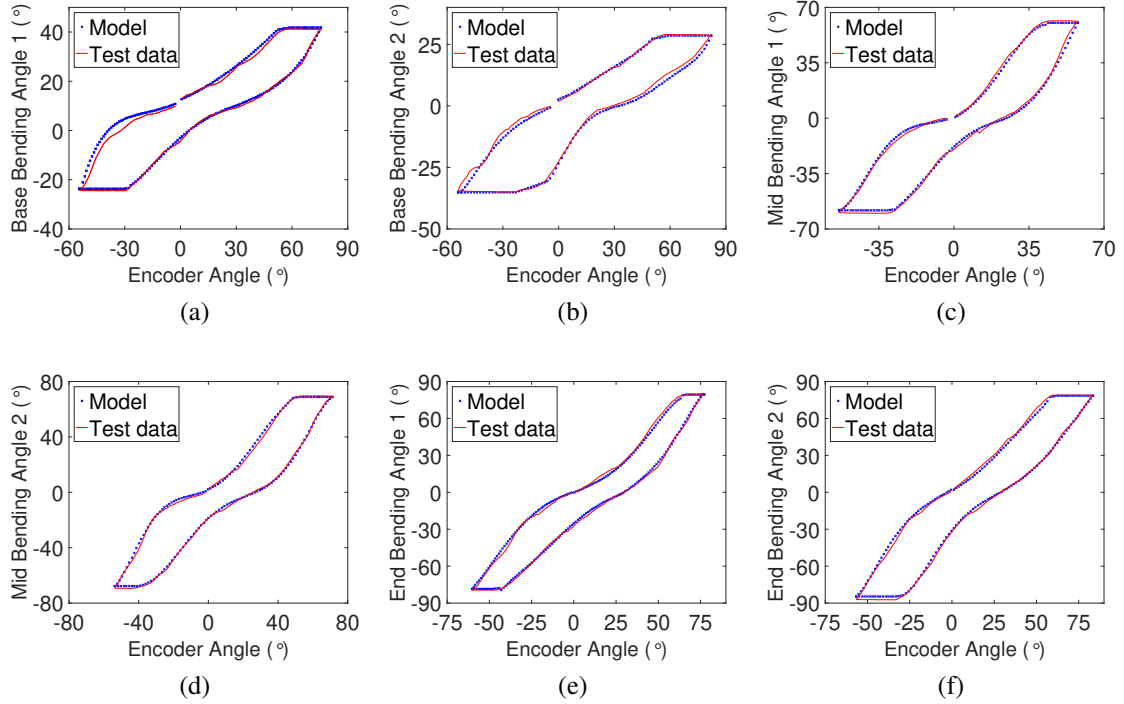 Base Bending Angle 1 (°)
60
40
20
0
-20
-40
Model
Test data
-60 -30 0 30 60 90
Encoder Angle (°)
(a)
Base Bending Angle 2 (°)
25
0
-25
-50
Model
Test data
-60 -30 0 30 60 90
Encoder Angle (°)
(b)
Mid Bending Angle 1 (°)
70
35
0
-35
-70
Model
Test data
-35 0 35 70
Encoder Angle (°)
(c)
Mid Bending Angle 2 (°)
80
40
0
-40
-80
Model
Test data
-80 -40 0 40 80
Encoder Angle (°)
(d)
End Bending Angle 1 (°)
90
60
30
0
-30
-60
-90
Model
Test data
-75 -50 -25 0 25 50 75
Encoder Angle (°)
(e)
End Bending Angle 2 (°)
90
60
30
0
-30
-60
-90
Model
Test data
-75 -50 -25 0 25 50 75
Encoder Angle (°)
(f)